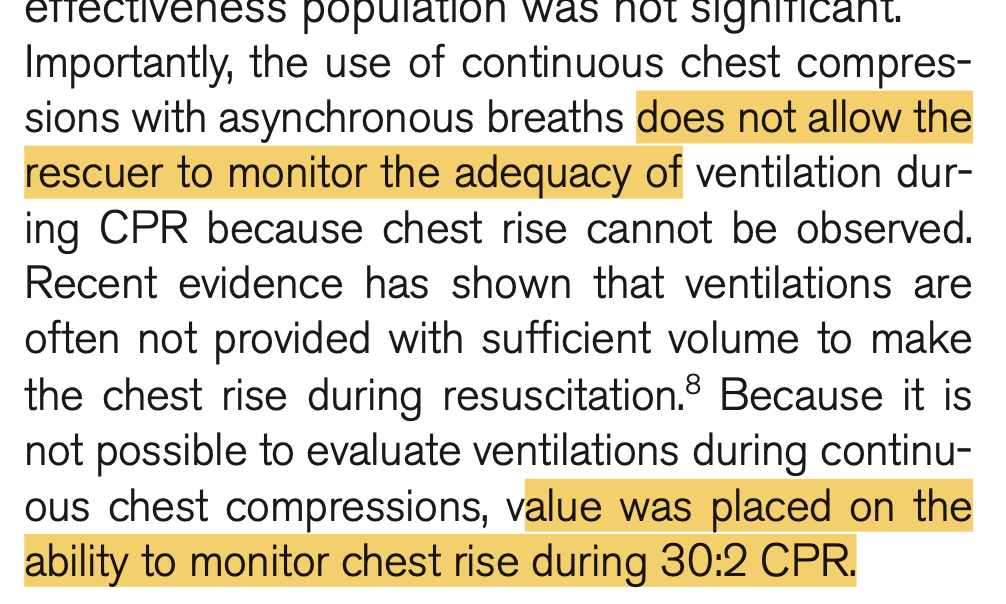 effectiveness population was not significant.
Importantly, the use of continuous chest compres-
sions with asynchronous breaths does not allow the
rescuer to monitor the adequacy of ventilation dur-
ing CPR because chest rise cannot be observed.
Recent evidence has shown that ventilations are
often not provided with sufficient volume to make
the chest rise during resuscitation.⁸ Because it is
not possible to evaluate ventilations during continu-
ous chest compressions, value was placed on the
ability to monitor chest rise during 30:2 CPR.